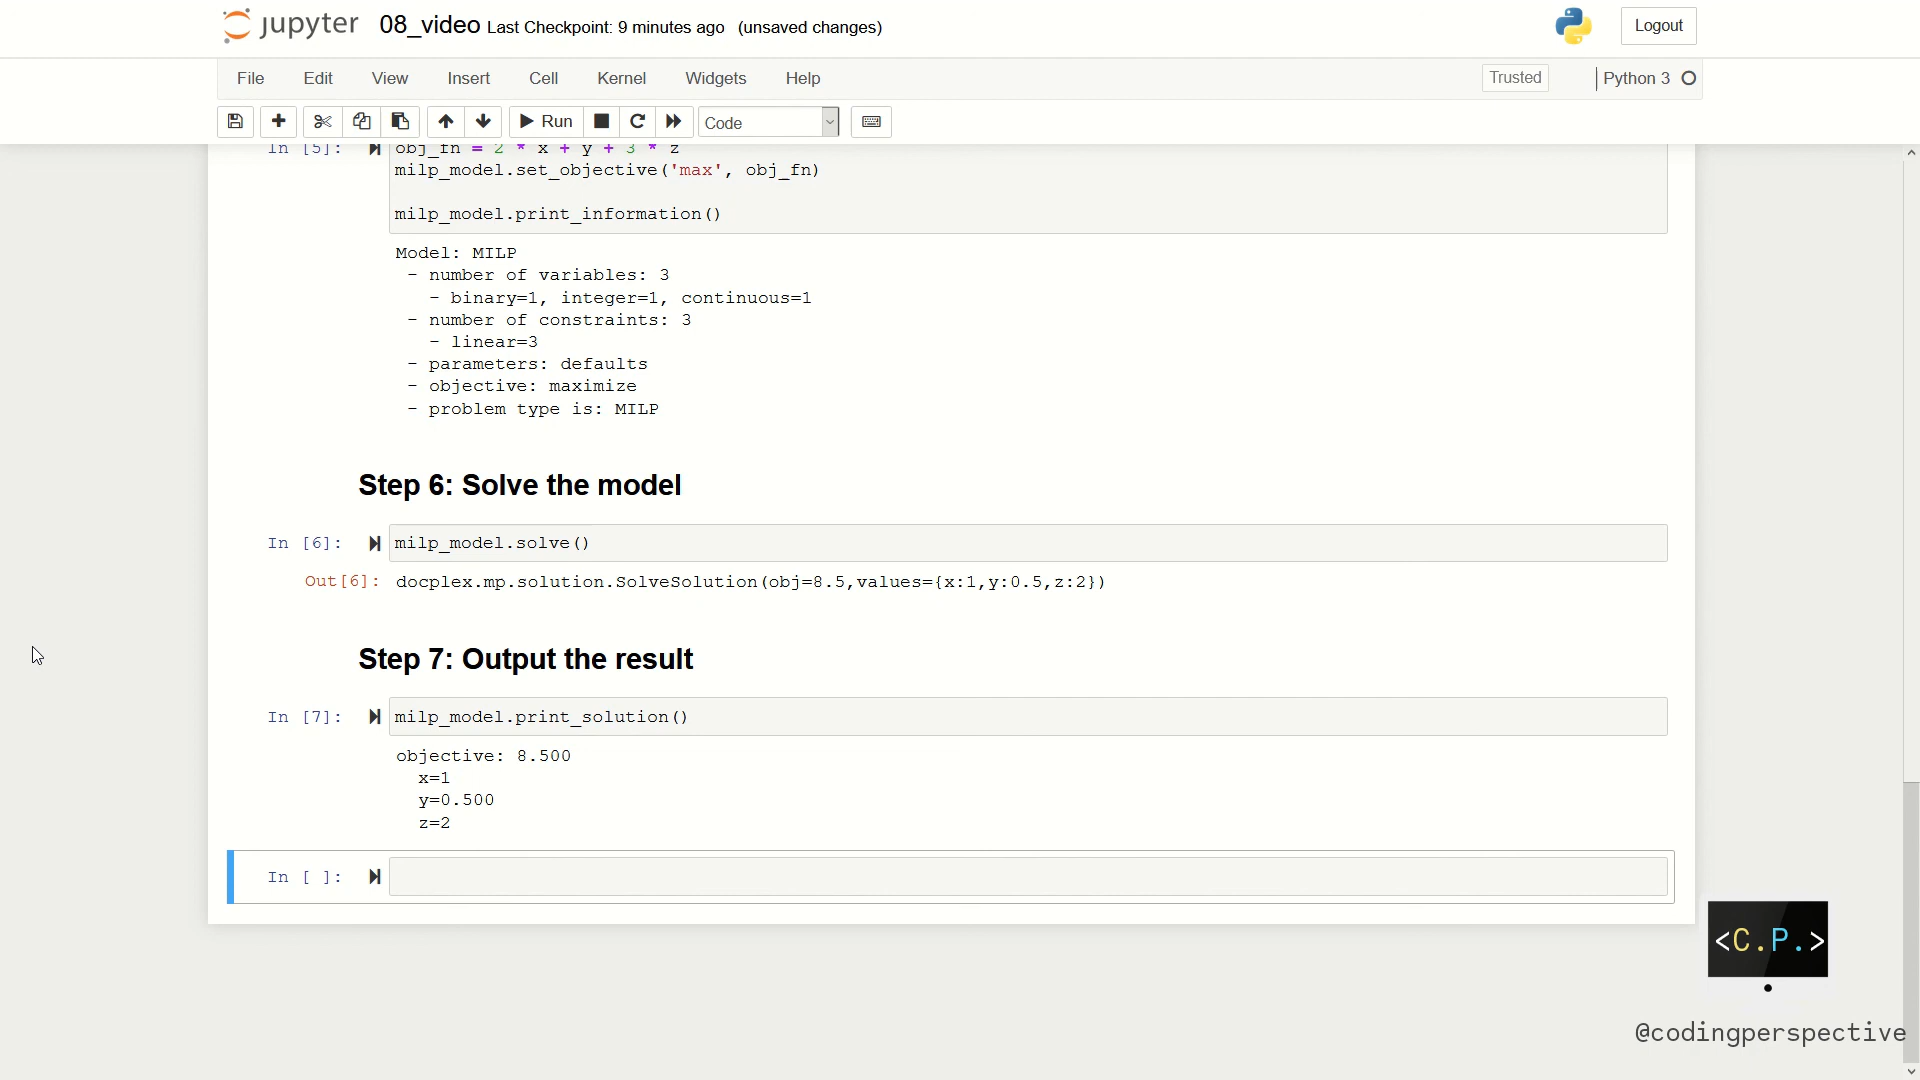 jupyter 08_video Last Checkpoint: 9 minutes ago (unsaved changes) Logout
File Edit View Insert Cell Kernel Widgets Help Trusted Python 3
Run Code
In [5]: obj_fn = 2 * x + y + 3 * z
milp_model.set_objective('max', obj_fn)
milp_model.print_information()
Model: MILP
- number of variables: 3
- binary=1, integer=1, continuous=1
- number of constraints: 3
- linear=3
- parameters: defaults
- objective: maximize
- problem type is: MILP
Step 6: Solve the model
In [6]: milp_model.solve()
Out[6]: docplex.mp.solution.SolveSolution(obj=8.5,values={x:1,y:0.5,z:2})
Step 7: Output the result
In [7]: milp_model.print_solution()
objective: 8.500
x=1
y=0.500
z=2
In [ ]:
<C.P.>
@codingperspective